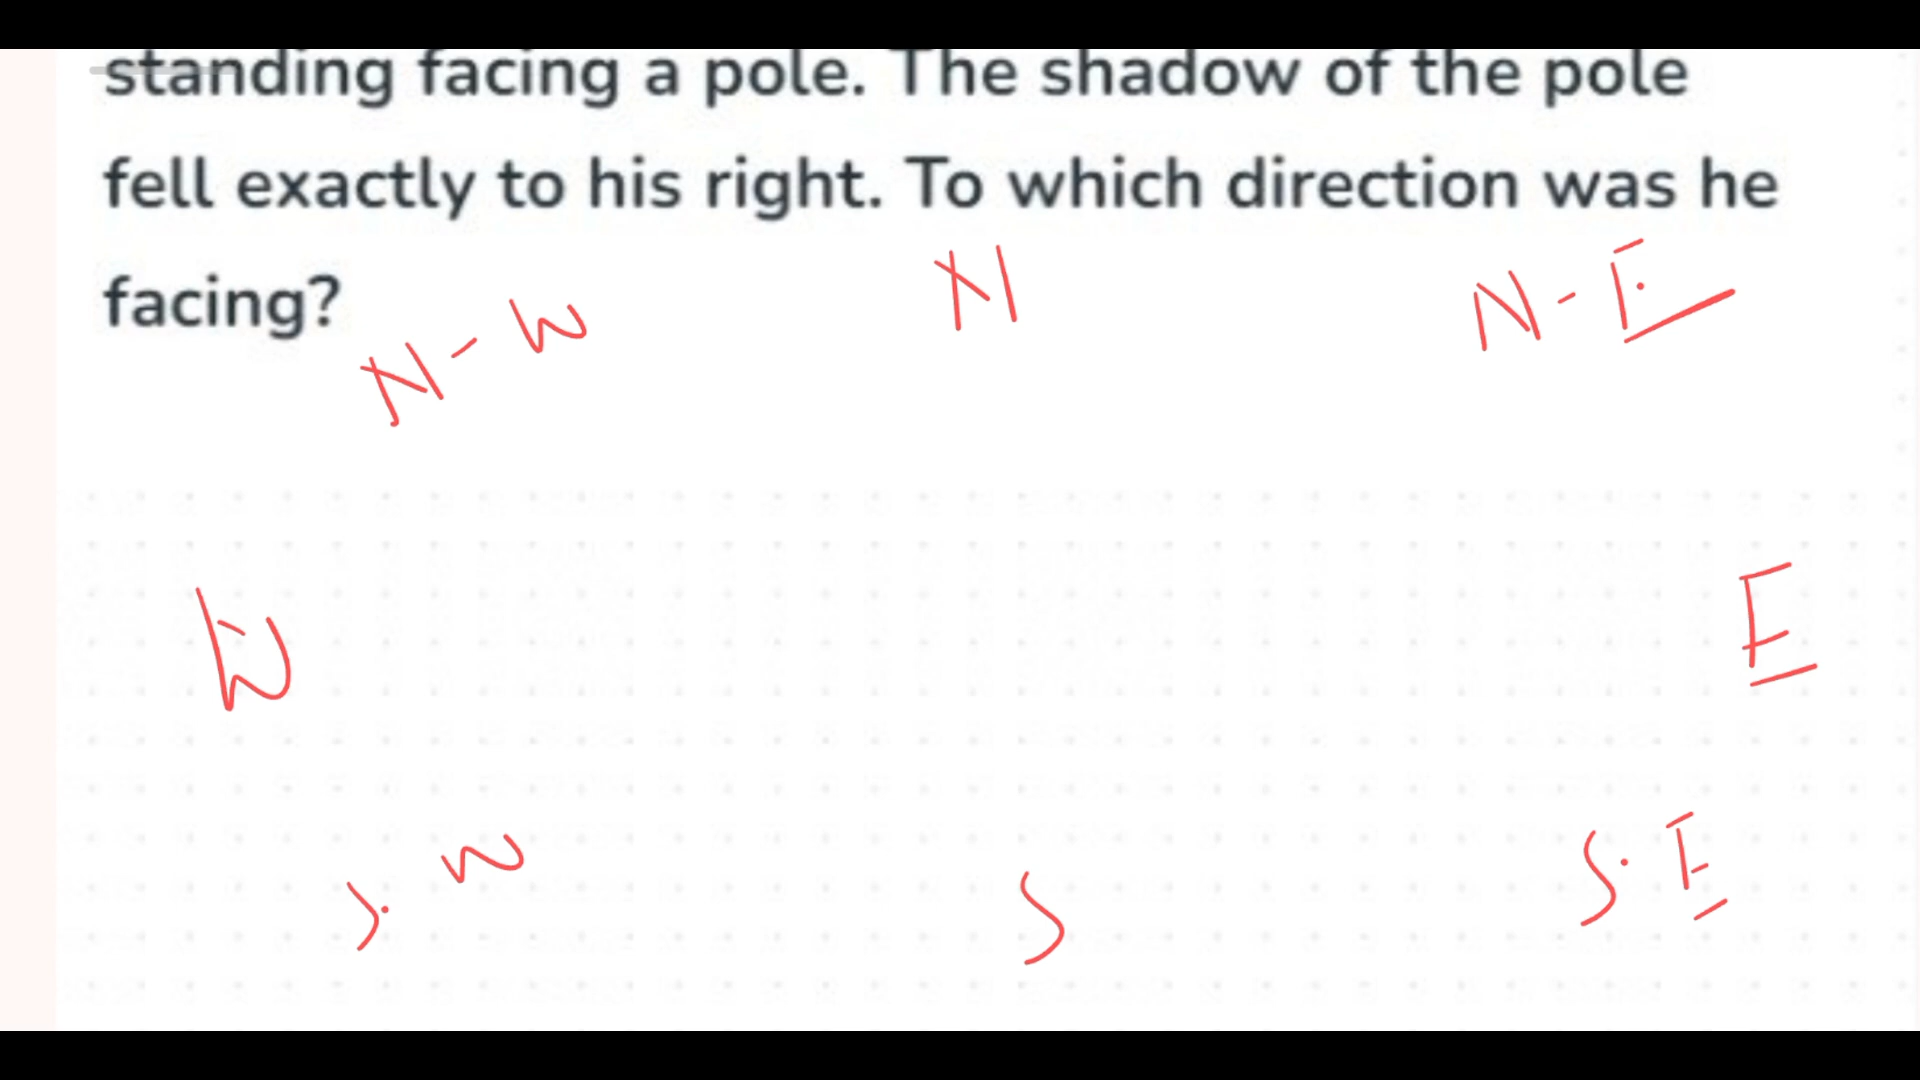 standing facing a pole. The shadow of the pole
fell exactly to his right. To which direction was he
facing?
N
N-E
N-W
W
E
S.W
S
S.E